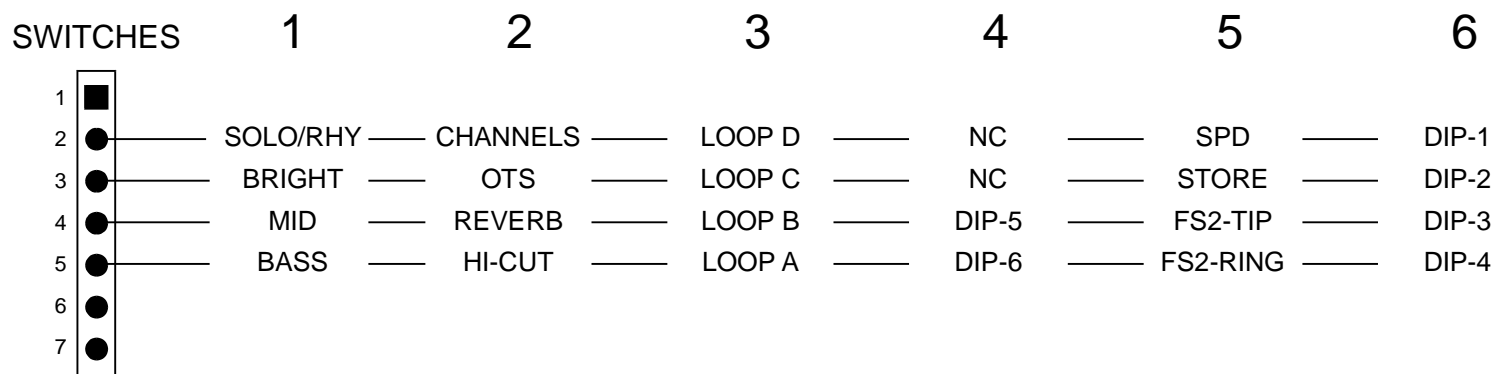 SWITCHES 1 2 3 4 5 6
1
2 SOLO/RHY CHANNELS LOOP D NC SPD DIP-1
3 BRIGHT OTS LOOP C NC STORE DIP-2
4 MID REVERB LOOP B DIP-5 FS2-TIP DIP-3
5 BASS HI-CUT LOOP A DIP-6 FS2-RING DIP-4
6
7